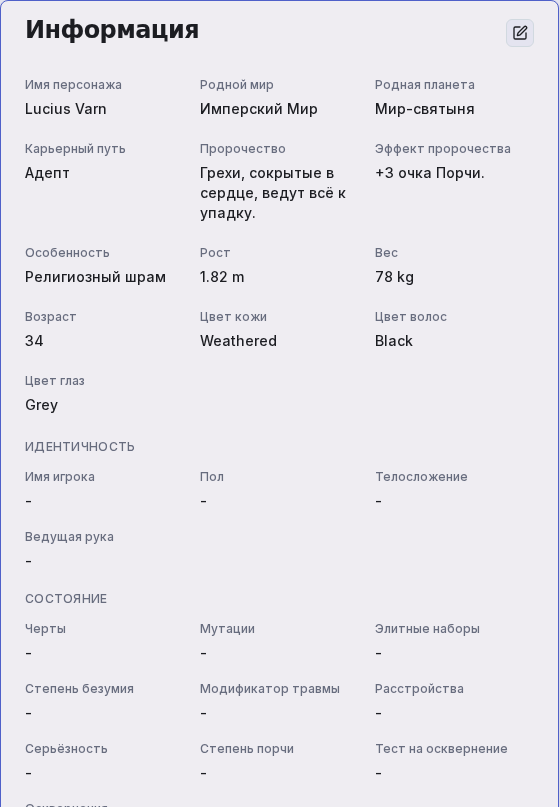 Информация
Имя персонажа Родной мир Родная планета
Lucius Varn Имперский Мир Мир-святыня
Карьерный путь Пророчество Эффект пророчества
Адепт Грехи, сокрытые в +3 очка Порчи.
сердце, ведут всё к
упадку.
Особенность Рост Вес
Религиозный шрам 1.82 m 78 kg
Возраст Цвет кожи Цвет волос
34 Weathered Black
Цвет глаз
Grey
ИДЕНТИЧНОСТЬ
Имя игрока Пол Телосложение
- - -
Ведущая рука
-
СОСТОЯНИЕ
Черты Мутации Элитные наборы
- - -
Степень безумия Модификатор травмы Расстройства
- - -
Серьёзность Степень порчи Тест на осквернение
- - -